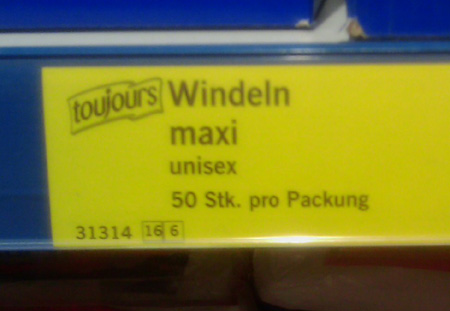 toujours Windeln
maxi
unisex
50 Stk. pro Packung
31314 16 6